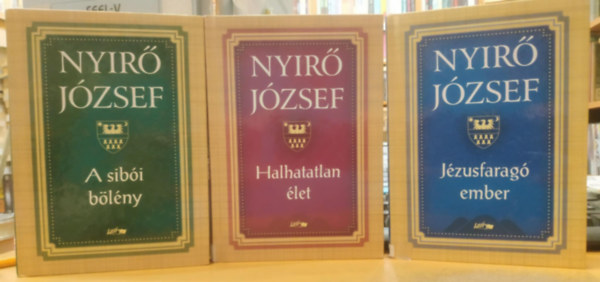 NYIRŐ
JÓZSEF
A sibói
bölény
NYIRŐ
JÓZSEF
Halhatatlan
élet
NYIRŐ
JÓZSEF
Jézusfaragó
ember